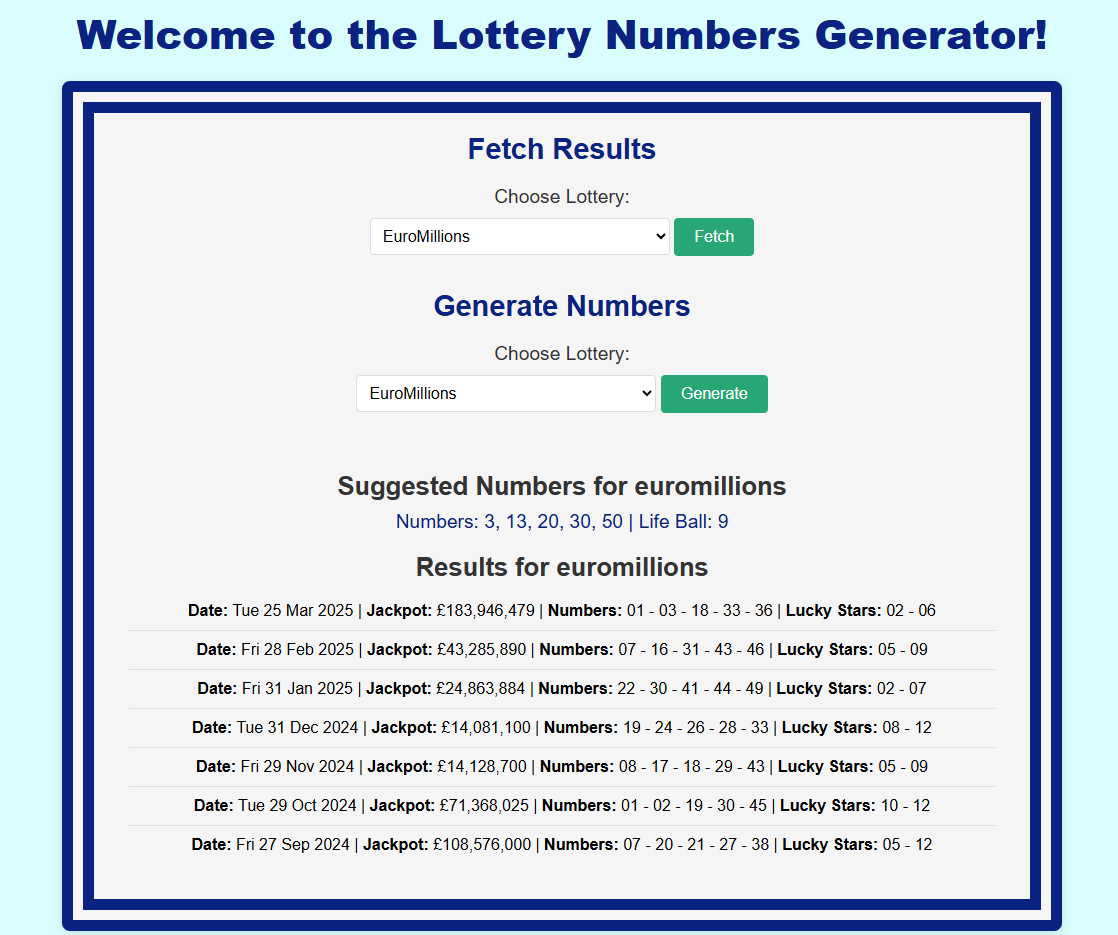 Welcome to the Lottery Numbers Generator!
Fetch Results
Choose Lottery:
EuroMillions Fetch
Generate Numbers
Choose Lottery:
EuroMillions Generate
Suggested Numbers for euromillions
Numbers: 3, 13, 20, 30, 50 | Life Ball: 9
Results for euromillions
Date: Tue 25 Mar 2025 | Jackpot: £183,946,479 | Numbers: 01 - 03 - 18 - 33 - 36 | Lucky Stars: 02 - 06
Date: Fri 28 Feb 2025 | Jackpot: £43,285,890 | Numbers: 07 - 16 - 31 - 43 - 46 | Lucky Stars: 05 - 09
Date: Fri 31 Jan 2025 | Jackpot: £24,863,884 | Numbers: 22 - 30 - 41 - 44 - 49 | Lucky Stars: 02 - 07
Date: Tue 31 Dec 2024 | Jackpot: £14,081,100 | Numbers: 19 - 24 - 26 - 28 - 33 | Lucky Stars: 08 - 12
Date: Fri 29 Nov 2024 | Jackpot: £14,128,700 | Numbers: 08 - 17 - 18 - 29 - 43 | Lucky Stars: 05 - 09
Date: Tue 29 Oct 2024 | Jackpot: £71,368,025 | Numbers: 01 - 02 - 19 - 30 - 45 | Lucky Stars: 10 - 12
Date: Fri 27 Sep 2024 | Jackpot: £108,576,000 | Numbers: 07 - 20 - 21 - 27 - 38 | Lucky Stars: 05 - 12